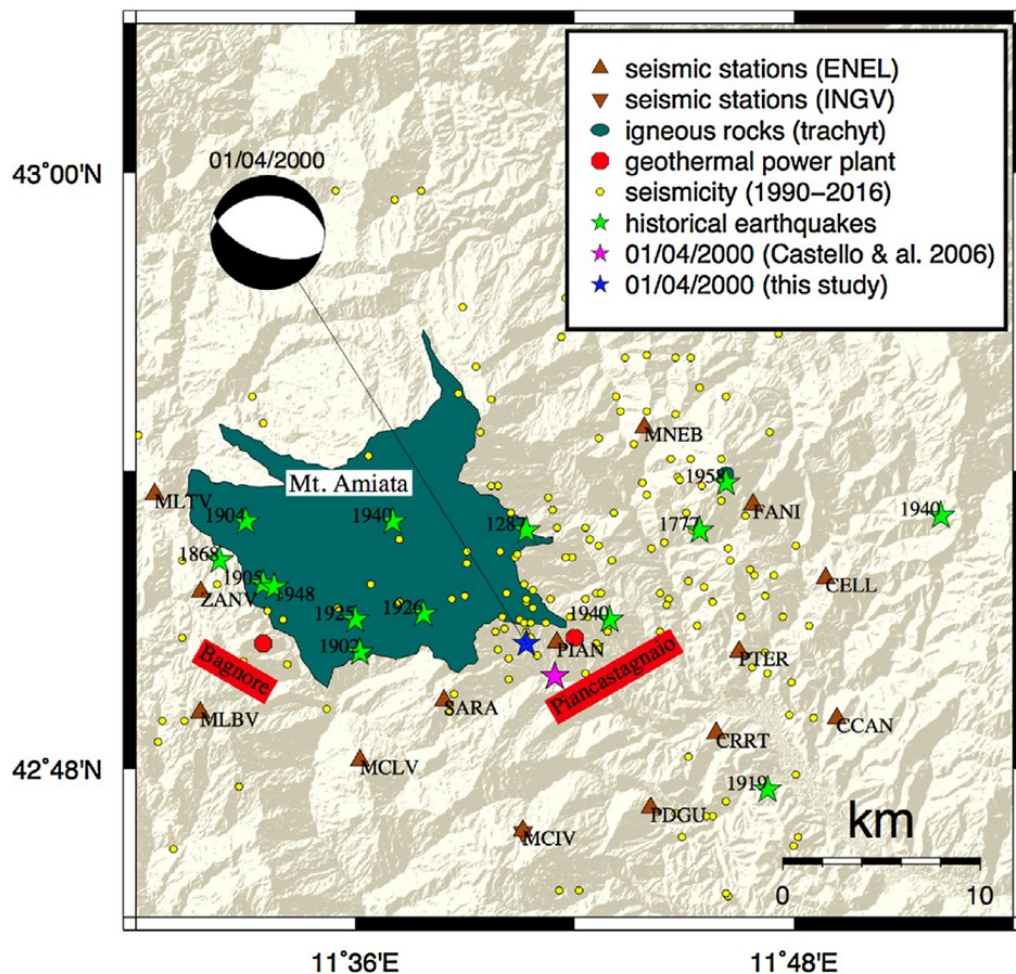 seismic stations (ENEL)
seismic stations (INGV)
igneous rocks (trachyt)
geothermal power plant
seismicity (1990–2016)
historical earthquakes
01/04/2000 (Castello & al. 2006)
01/04/2000 (this study)
01/04/2000
43°00'N
MNEB
Mt. Amiata
1958
MLTV
FANI
1904
1940
1287
1777
1940
1868
1905
1948
CELL
ZANV
1925
1926
1940
1902
PIAN
PTER
Bagnore
Piancastagnaio
SARA
MLBV
CCAN
CRRT
MCLV
42°48'N
1919
PDGU
km
MCIV
0 10
11°36'E
11°48'E